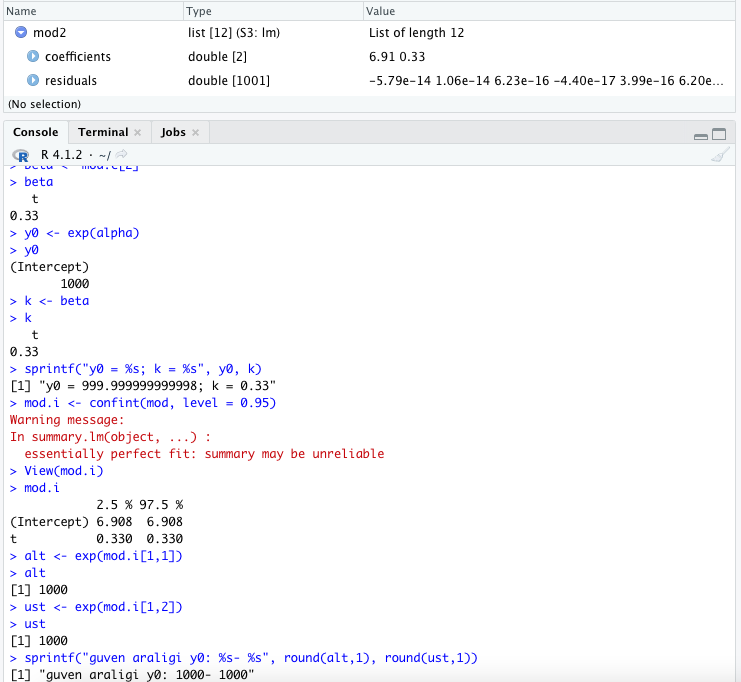 Name Type Value
mod2 list [12] (S3: lm) List of length 12
coefficients double [2] 6.91 0.33
residuals double [1001] -5.79e-14 1.06e-14 6.23e-16 -4.40e-17 3.99e-16 6.20e...
(No selection)
Console Terminal Jobs
R R 4.1.2 · ~/
> beta <- mod.c[2]
> beta
t
0.33
> y0 <- exp(alpha)
> y0
(Intercept)
1000
> k <- beta
> k
t
0.33
> sprintf("y0 = %s; k = %s", y0, k)
[1] "y0 = 999.999999999998; k = 0.33"
> mod.i <- confint(mod, level = 0.95)
Warning message:
In summary.lm(object, ...) :
essentially perfect fit: summary may be unreliable
> View(mod.i)
> mod.i
2.5 % 97.5 %
(Intercept) 6.908 6.908
t 0.330 0.330
> alt <- exp(mod.i[1,1])
> alt
[1] 1000
> ust <- exp(mod.i[1,2])
> ust
[1] 1000
> sprintf("guven araligi y0: %s- %s", round(alt,1), round(ust,1))
[1] "guven araligi y0: 1000- 1000"